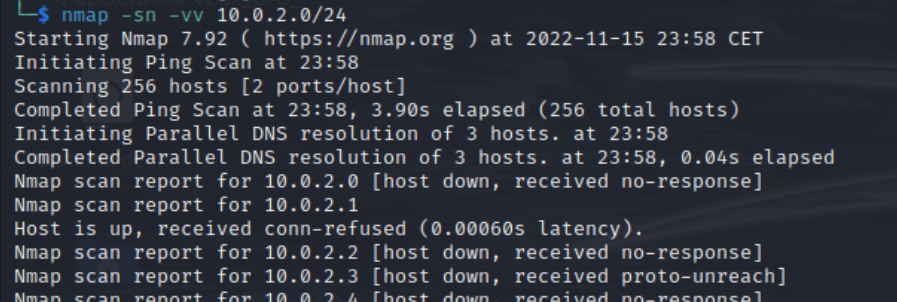 └─$ nmap -sn -vv 10.0.2.0/24
Starting Nmap 7.92 ( https://nmap.org ) at 2022-11-15 23:58 CET
Initiating Ping Scan at 23:58
Scanning 256 hosts [2 ports/host]
Completed Ping Scan at 23:58, 3.90s elapsed (256 total hosts)
Initiating Parallel DNS resolution of 3 hosts. at 23:58
Completed Parallel DNS resolution of 3 hosts. at 23:58, 0.04s elapsed
Nmap scan report for 10.0.2.0 [host down, received no-response]
Nmap scan report for 10.0.2.1
Host is up, received conn-refused (0.00060s latency).
Nmap scan report for 10.0.2.2 [host down, received no-response]
Nmap scan report for 10.0.2.3 [host down, received proto-unreach]
Nmap scan report for 10.0.2.4 [host down, received no-response]